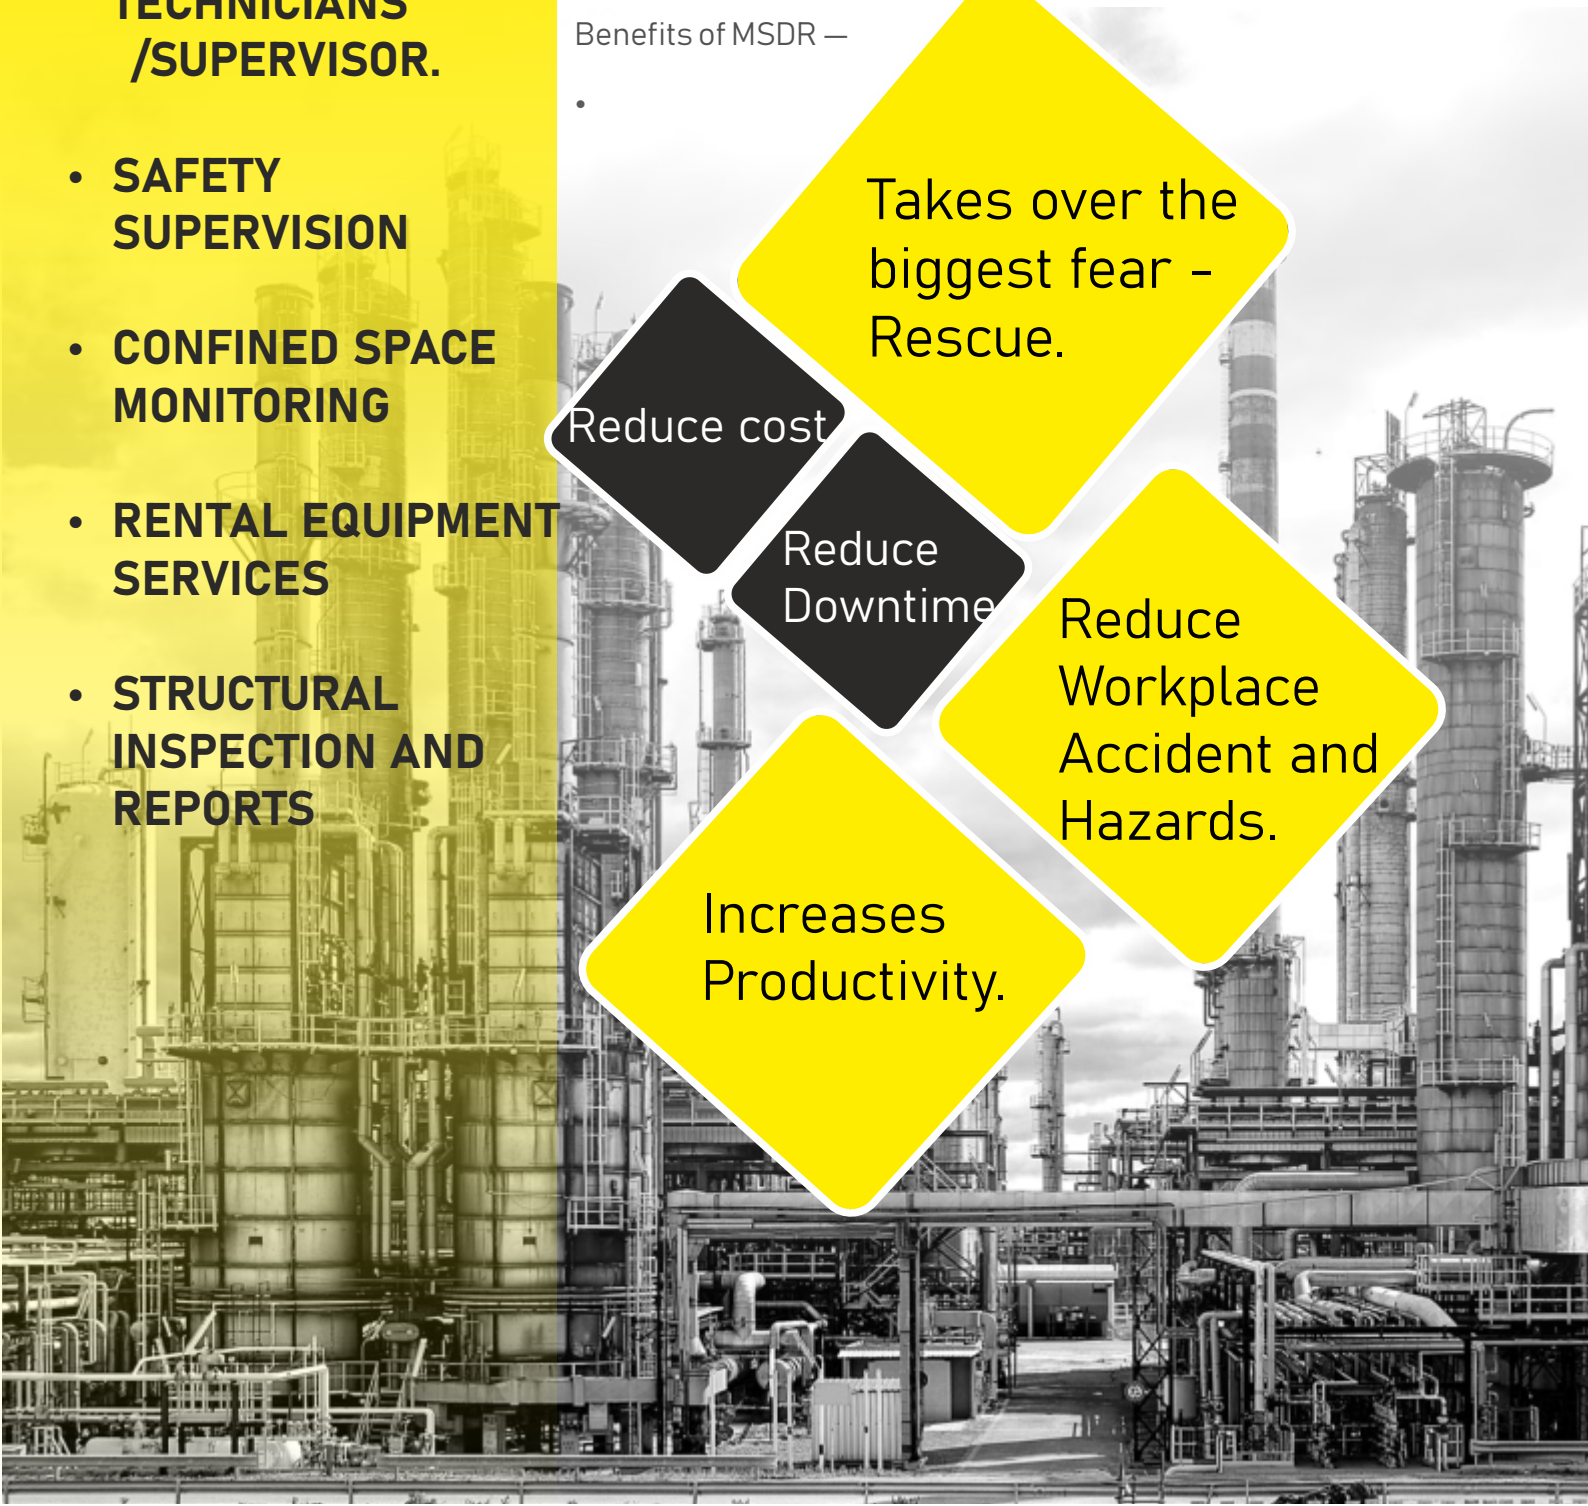 TECHNICIANS
/SUPERVISOR.
• SAFETY
SUPERVISION
• CONFINED SPACE
MONITORING
• RENTAL EQUIPMENT
SERVICES
• STRUCTURAL
INSPECTION AND
REPORTS
Benefits of MSDR —
•
Takes over the
biggest fear -
Rescue.
Reduce cost
Reduce
Downtime
Reduce
Workplace
Accident and
Hazards.
Increases
Productivity.